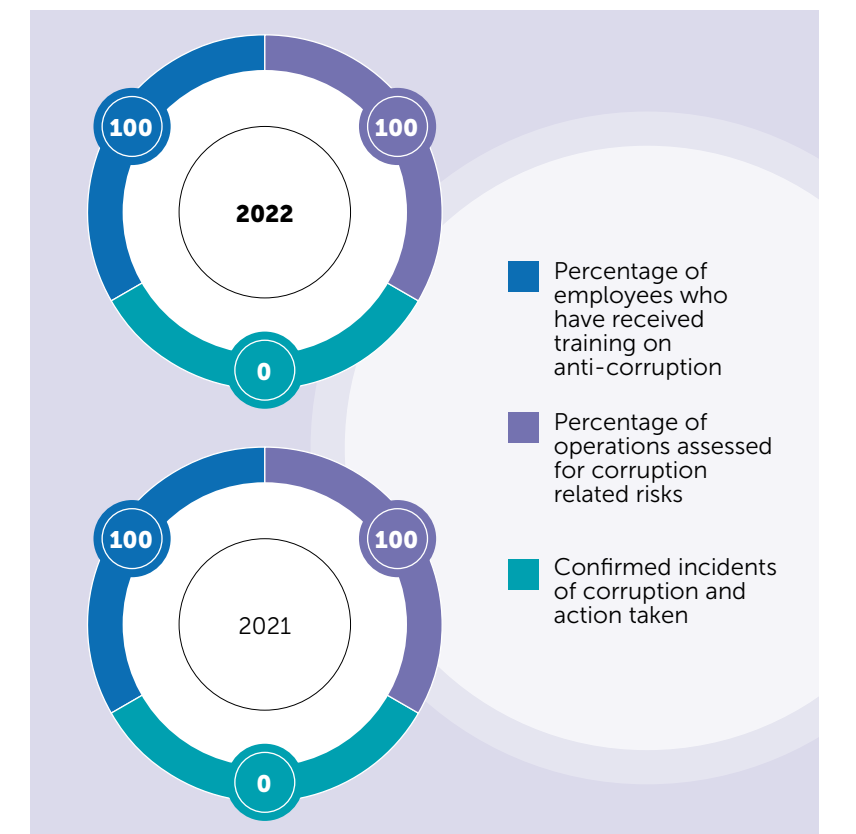 100
100
2022
0
Percentage of
employees who
have received
training on
anti-corruption
Percentage of
operations assessed
for corruption
related risks
Confirmed incidents
of corruption and
action taken
100
100
2021
0